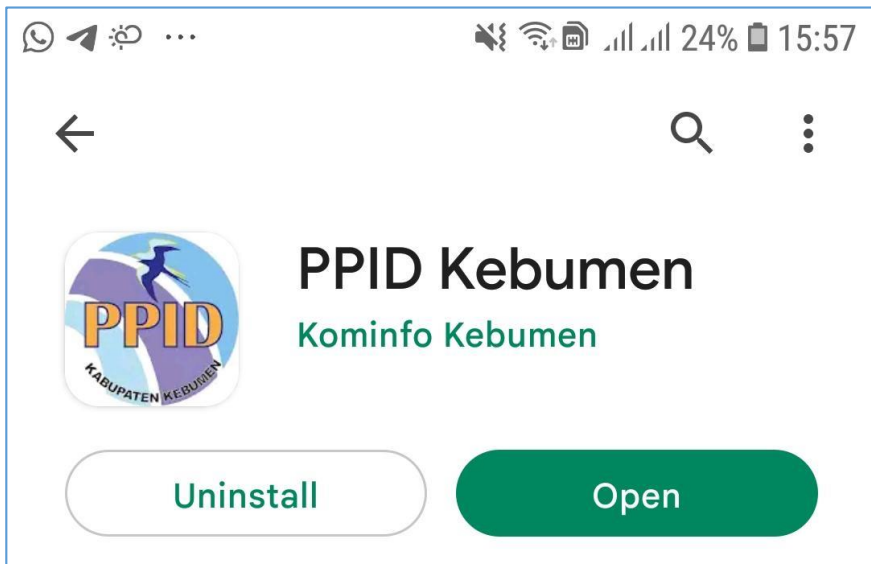 24% 15:57
PPID Kebumen
Kominfo Kebumen
PPID
KABUPATEN KEBUMEN
Uninstall
Open